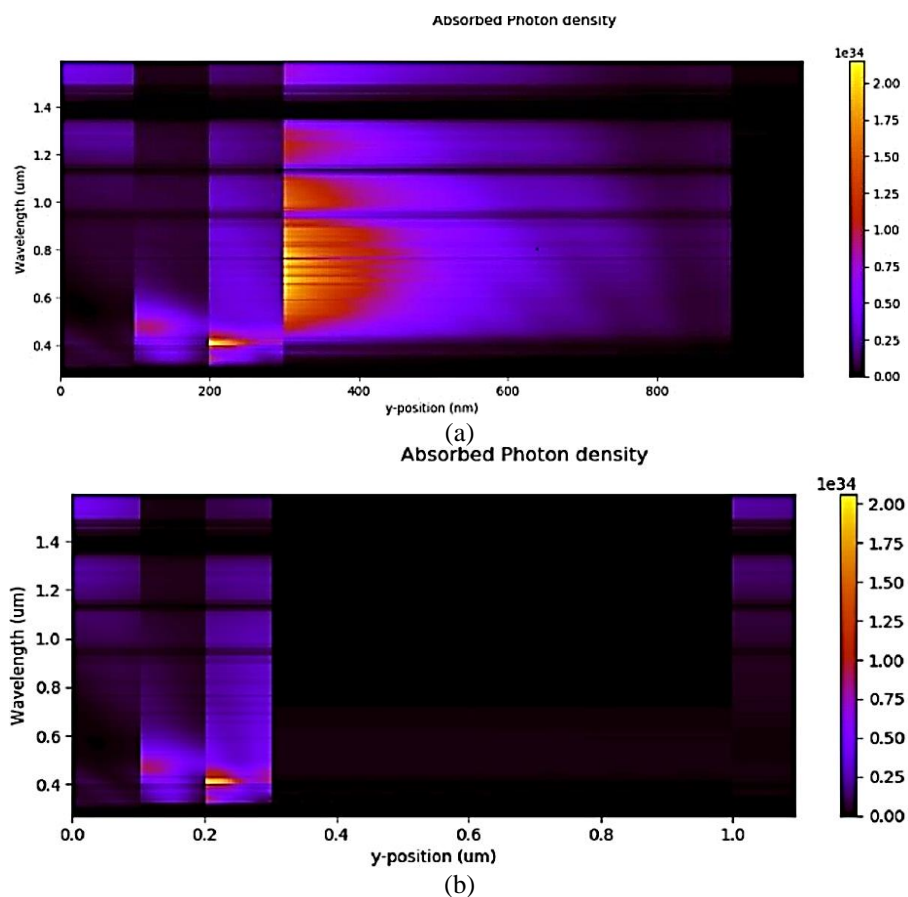 Absorbed Photon density
1e34
2.00
1.75
1.50
1.25
1.00
0.75
0.50
0.25
0.00
Wavelength (um)
1.4
1.2
1.0
0.8
0.6
0.4
0 200 400 600 800
y-position (nm)
(a)
Absorbed Photon density
1e34
2.00
1.75
1.50
1.25
1.00
0.75
0.50
0.25
0.00
Wavelength (um)
1.4
1.2
1.0
0.8
0.6
0.4
0.0 0.2 0.4 0.6 0.8 1.0
y-position (um)
(b)